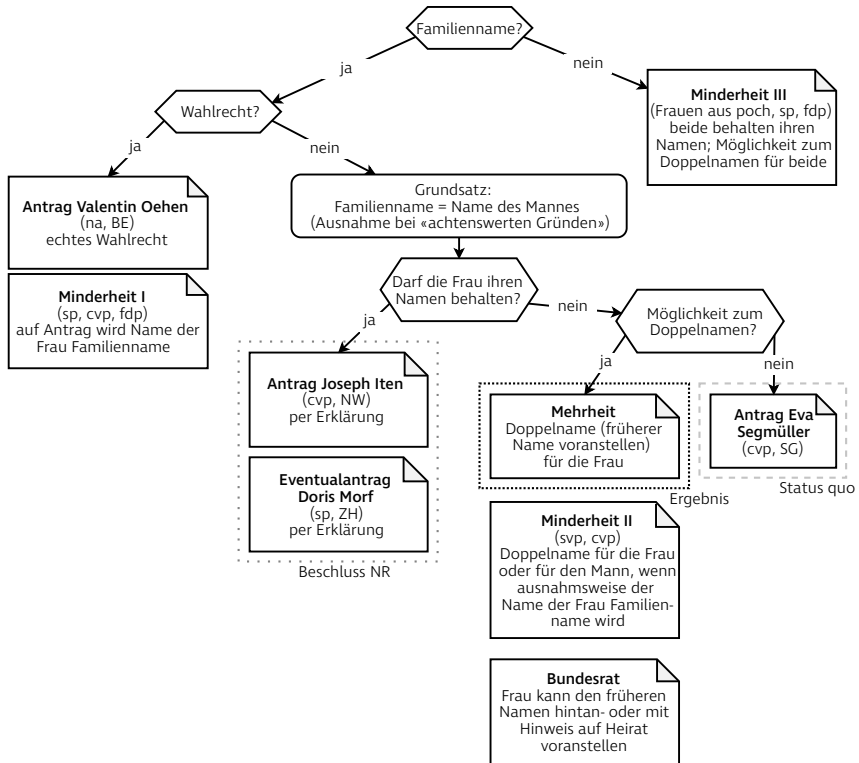 Familienname?
ja
nein
Minderheit III
(Frauen aus poch, sp, fdp)
beide behalten ihren
Namen; Möglichkeit zum
Doppelnamen für beide
Wahlrecht?
ja
nein
Antrag Valentin Oehen
(na, BE)
echtes Wahlrecht
Minderheit I
(sp, cvp, fdp)
auf Antrag wird Name der
Frau Familienname
Grundsatz:
Familienname = Name des Mannes
(Ausnahme bei «achtenswerten Gründen»)
Darf die Frau ihren
Namen behalten?
ja
nein
Antrag Joseph Iten
(cvp, NW)
per Erklärung
Eventualantrag
Doris Morf
(sp, ZH)
per Erklärung
Beschluss NR
Möglichkeit zum
Doppelnamen?
ja
nein
Mehrheit
Doppelname (früherer
Name voranstellen)
für die Frau
Ergebnis
Antrag Eva
Segmüller
(cvp, SG)
Status quo
Minderheit II
(svp, cvp)
Doppelname für die Frau
oder für den Mann, wenn
ausnahmsweise der
Name der Frau Familien-
name wird
Bundesrat
Frau kann den früheren
Namen hintan- oder mit
Hinweis auf Heirat
voranstellen